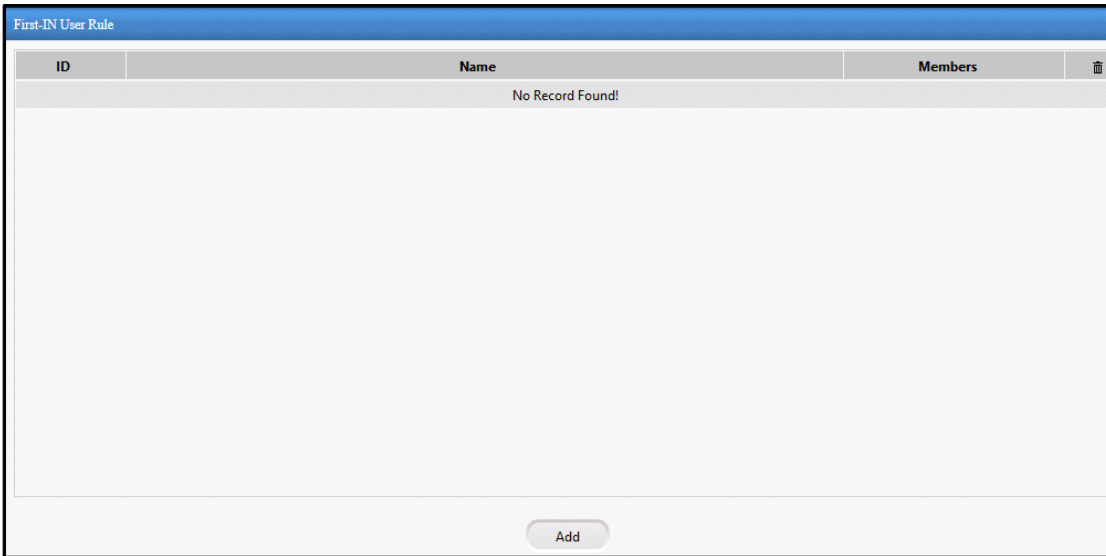 First-IN User Rule
ID Name Members
No Record Found!
Add